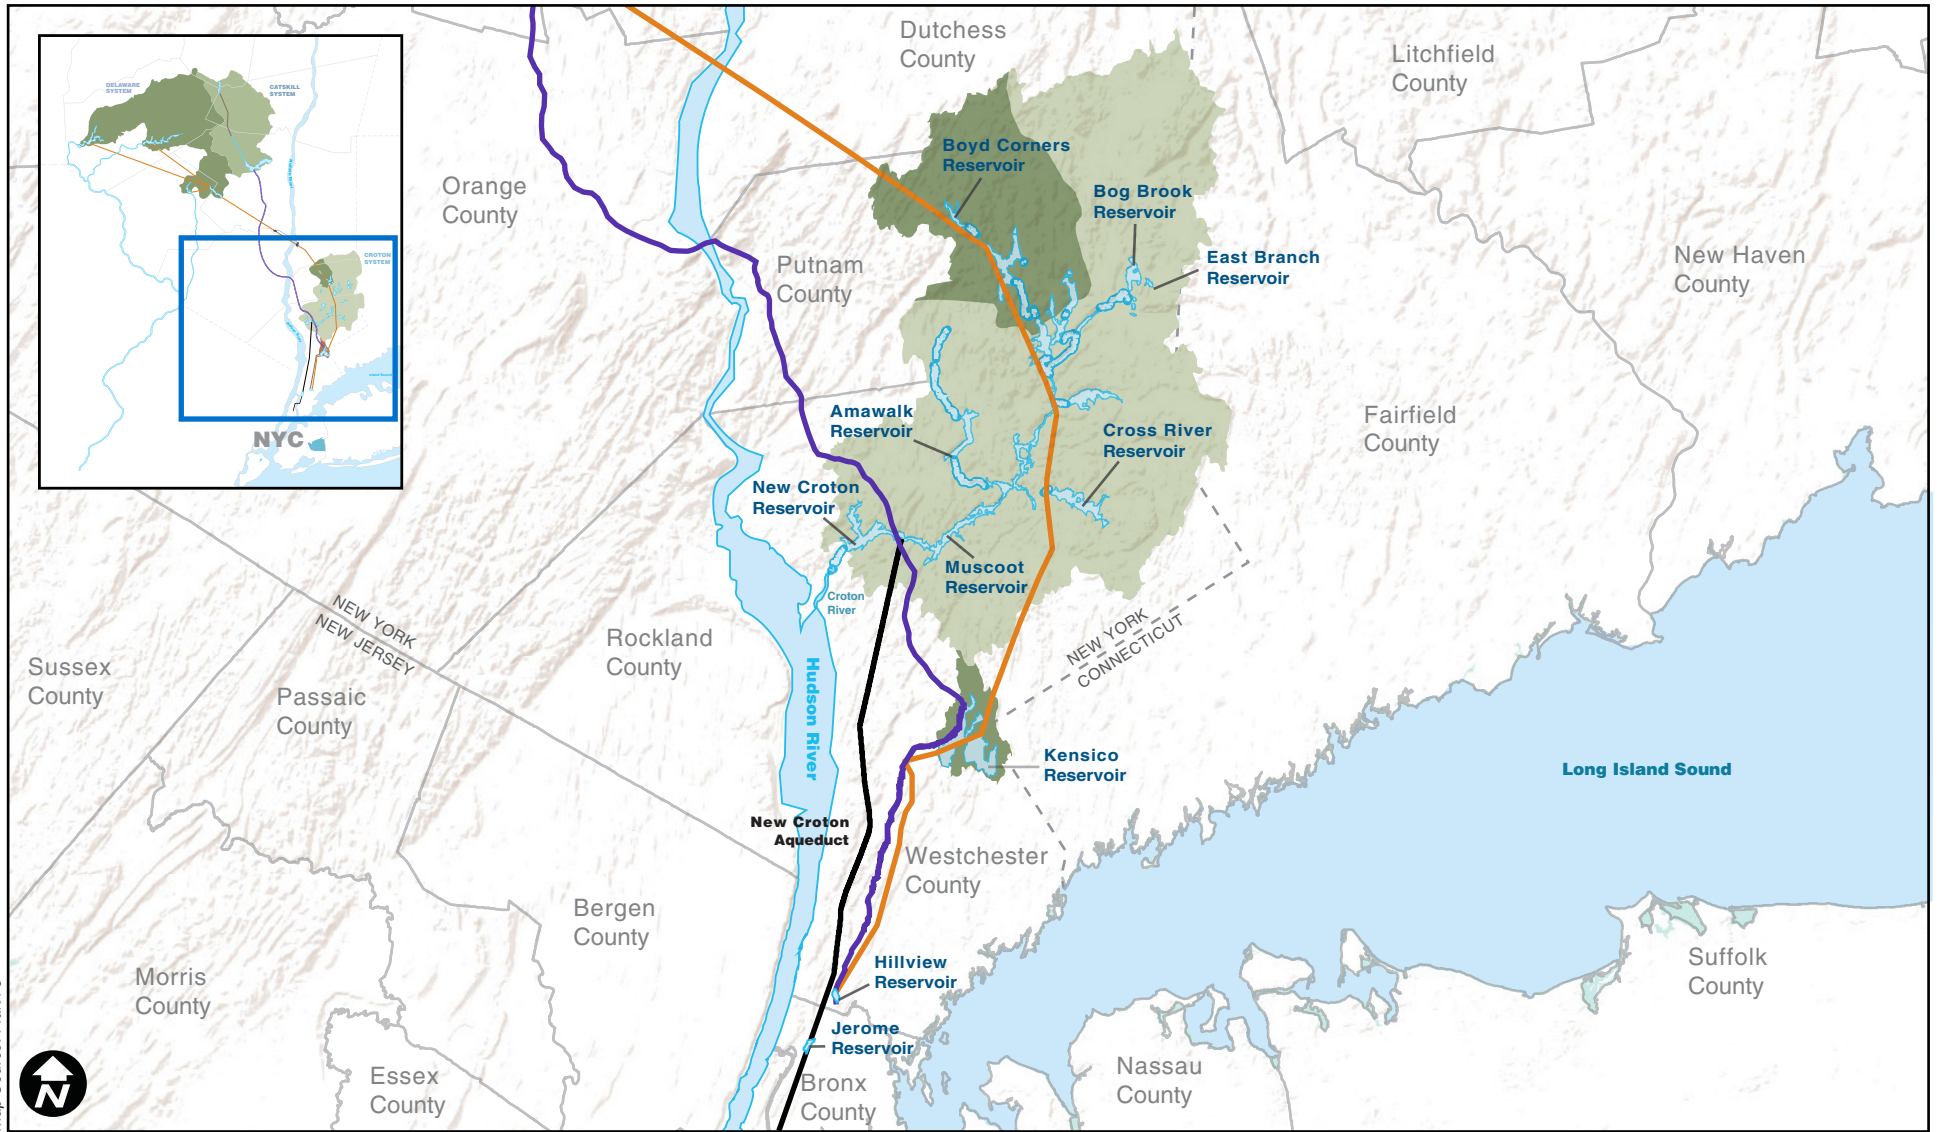 DELAWARE
SYSTEM
CATSKILL
SYSTEM
CROTON
SYSTEM
NYC
Dutchess
County
Litchfield
County
Boyd Corners
Reservoir
Orange
County
Bog Brook
Reservoir
East Branch
Reservoir
Putnam
County
New Haven
County
Amawalk
Reservoir
Cross River
Reservoir
Fairfield
County
New Croton
Reservoir
Muscoot
Reservoir
Croton
River
NEW YORK
NEW JERSEY
NEW YORK
CONNECTICUT
Rockland
County
Sussex
County
Passaic
County
Hudson River
Kensico
Reservoir
Long Island Sound
New Croton
Aqueduct
Westchester
County
Bergen
County
Hillview
Reservoir
Morris
County
Suffolk
County
Jerome
Reservoir
Essex
County
Bronx
County
Nassau
County
N